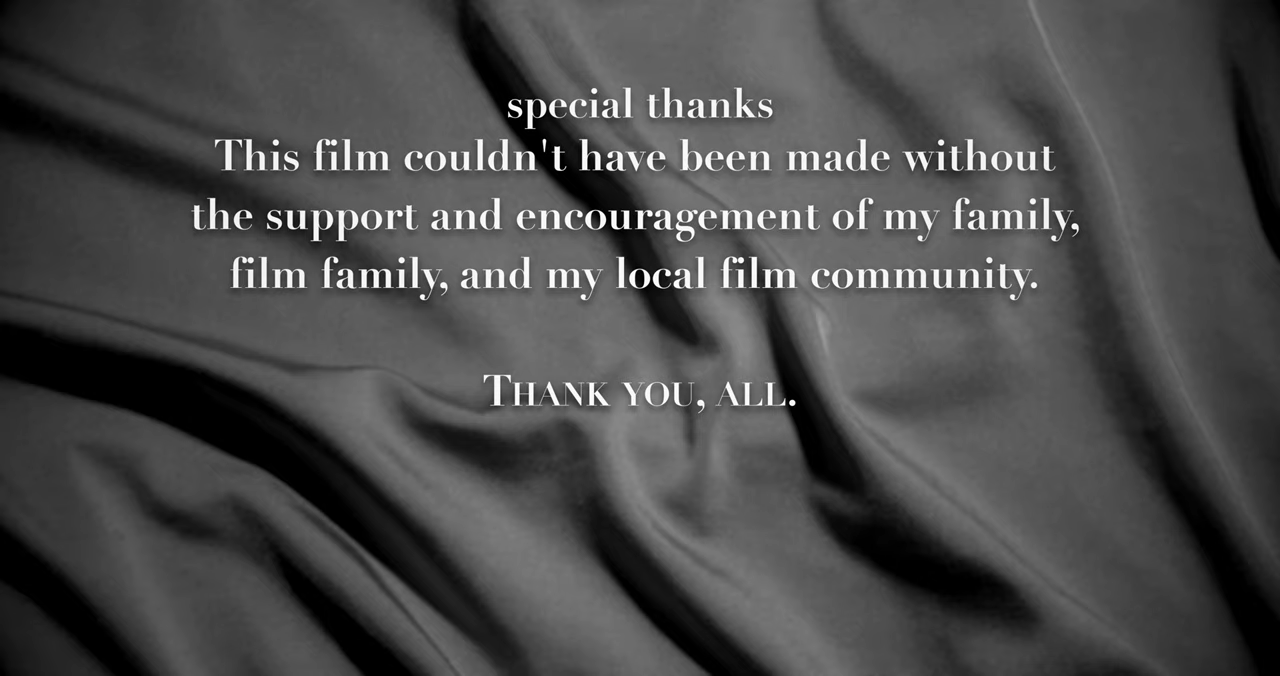 special thanks
This film couldn't have been made without
the support and encouragement of my family,
film family, and my local film community.
THANK YOU, ALL.